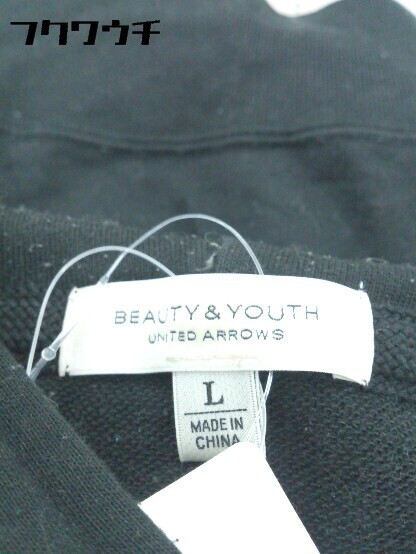 フクワウチ
BEAUTY & YOUTH
UNITED ARROWS
L
MADE IN
CHINA